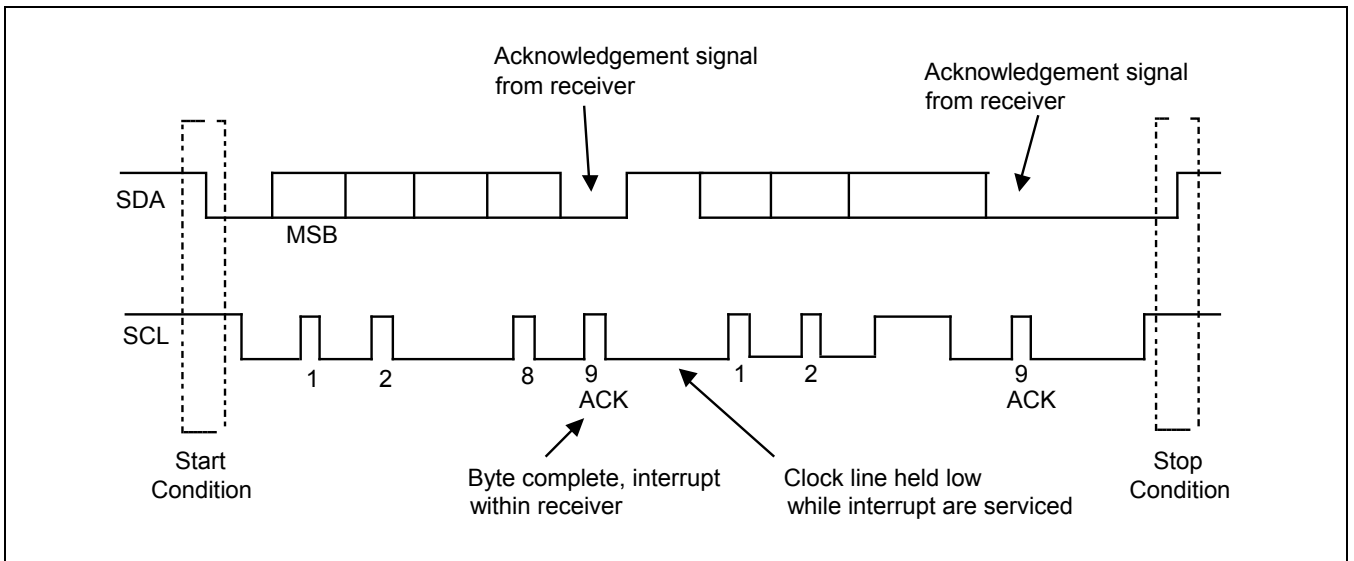 Acknowledgement signal
from receiver
Acknowledgement signal
from receiver
SDA
MSB
SCL
1 2 8 9 1 2 9
ACK ACK
Start
Condition
Byte complete, interrupt
within receiver
Clock line held low
while interrupt are serviced
Stop
Condition